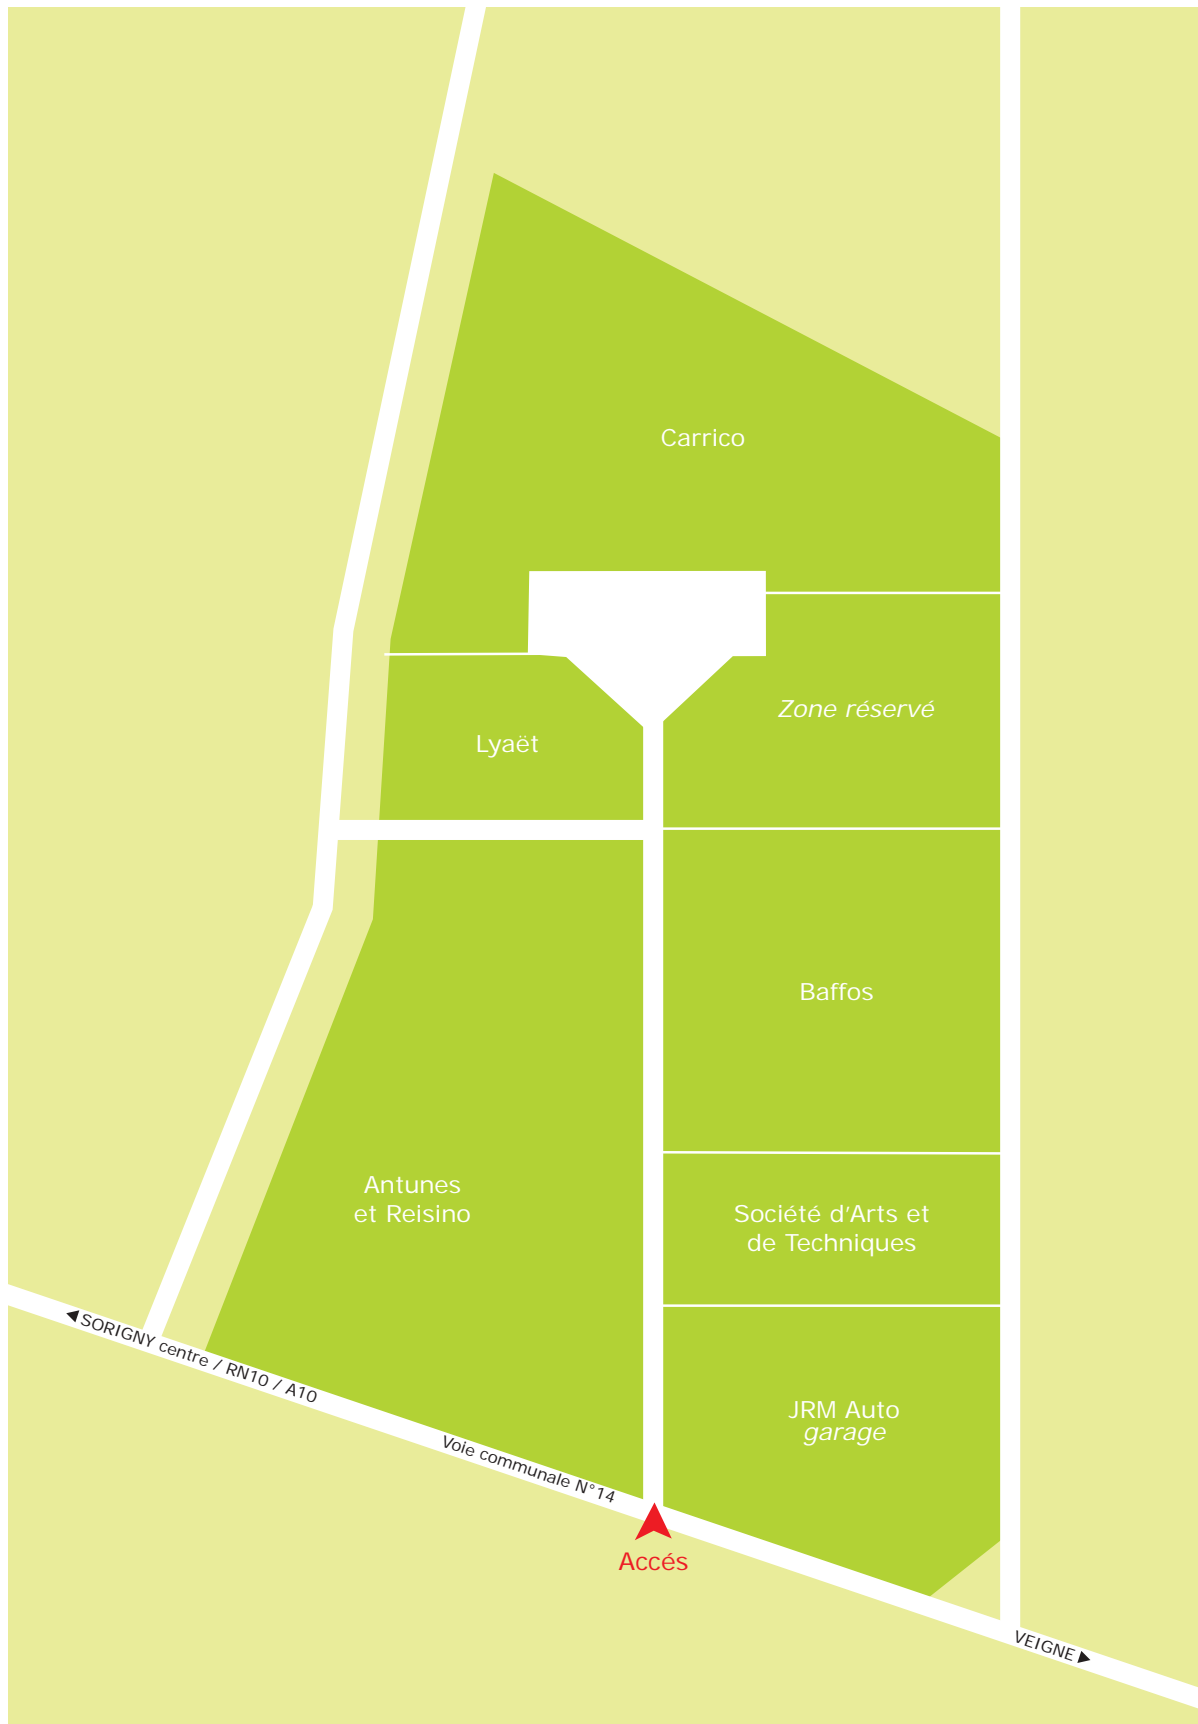 Carrico
Zone réservé
Lyaët
Baffos
Antunes
et Reisino
Société d'Arts et
de Techniques
SORIGNY centre / RN10 / A10
JRM Auto
garage
Voie communale N°14
Accés
VEIGNE